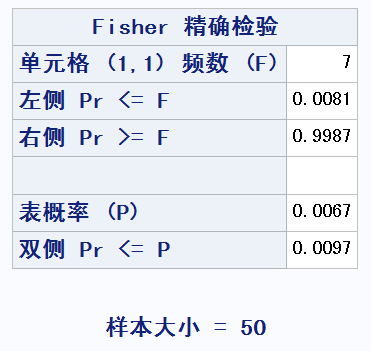 Fisher 精确检验
单元格 (1,1) 频数 (F) 7
左侧 Pr <= F 0.0081
右侧 Pr >= F 0.9987
表概率 (P) 0.0067
双侧 Pr <= P 0.0097
样本大小 = 50